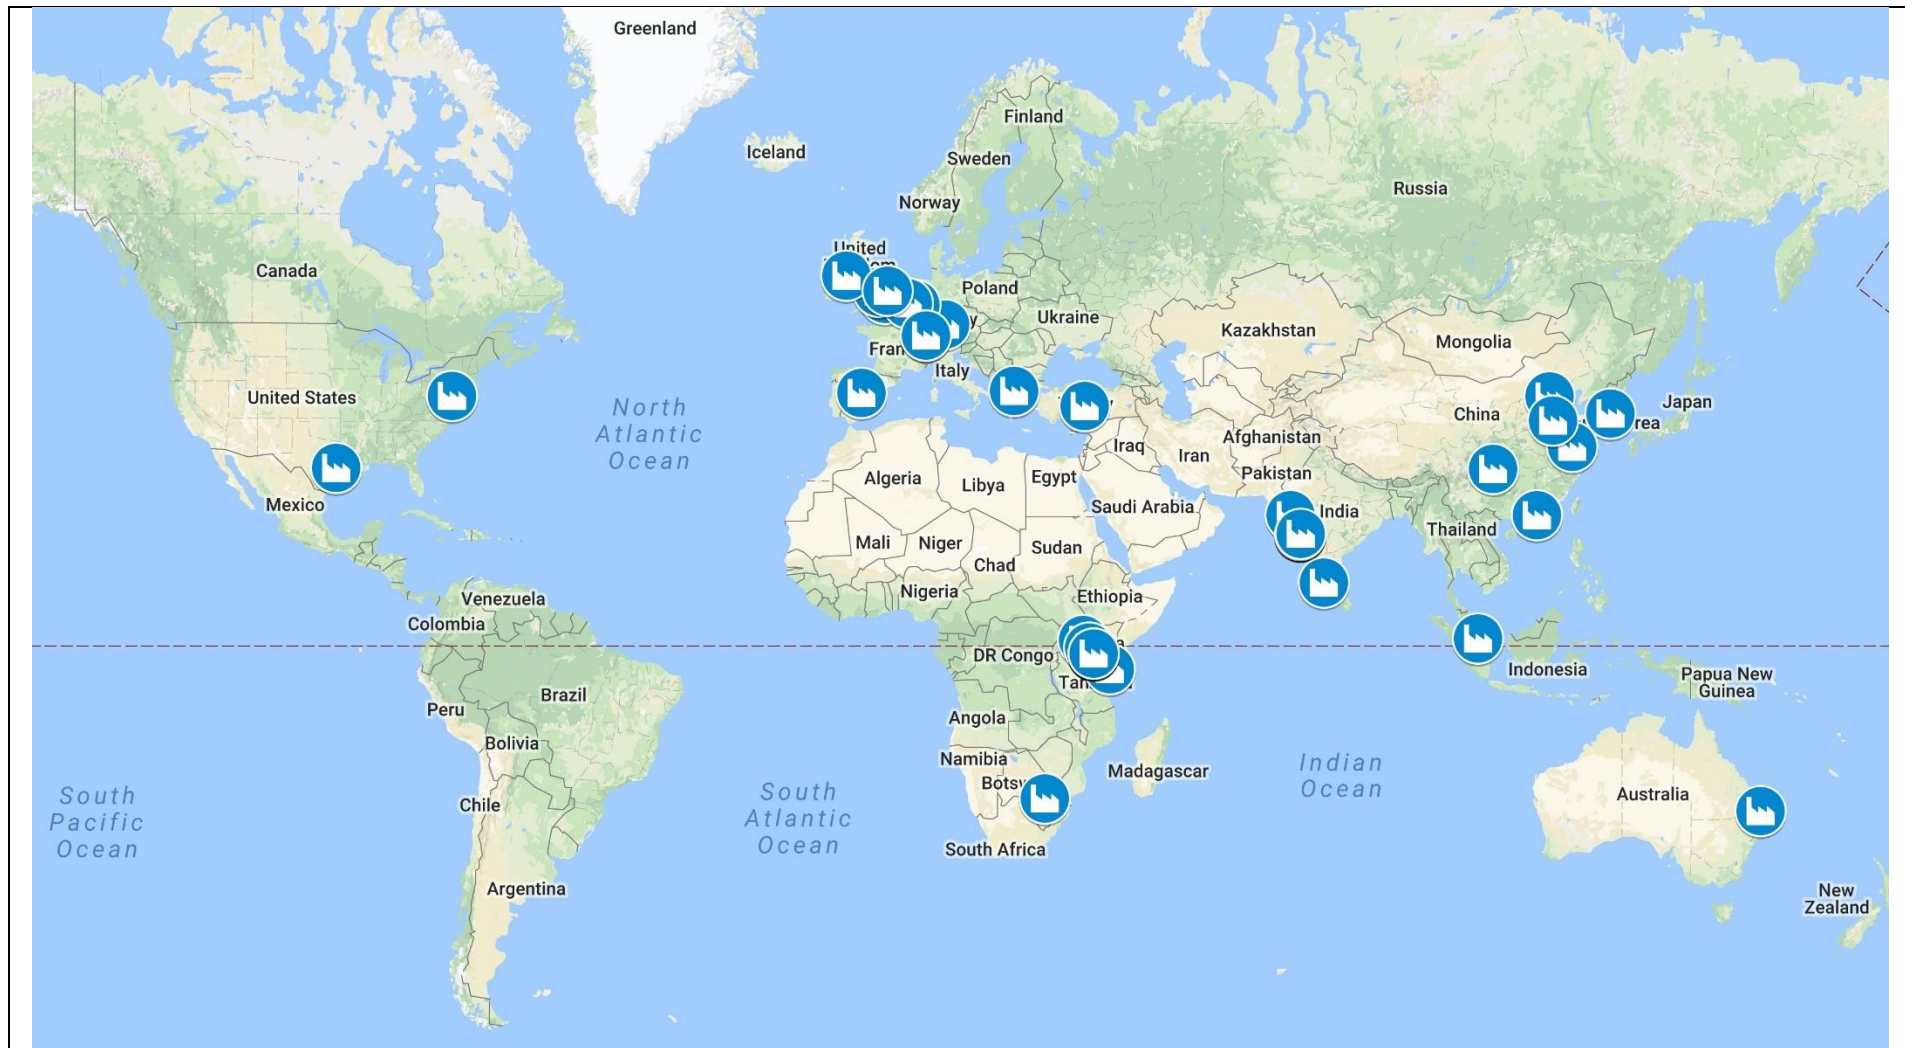 Greenland
Finland
Iceland
Sweden
Russia
Norway
United
Canada
Poland
Ukraine
Kazakhstan
Mongolia
Italy
United States
North
Atlantic
Ocean
China
Japan
Afghanistan
Iraq
Iran
Pakistan
Algeria
Libya
Egypt
Saudi Arabia
Mexico
India
Thailand
Mali
Niger
Sudan
Chad
Nigeria
Ethiopia
Venezuela
Colombia
DR Congo
Indonesia
Papua New
Guinea
Brazil
Peru
Angola
Bolivia
Namibia
Madagascar
Indian
Ocean
Chile
South
Pacific
Ocean
South
Atlantic
Ocean
Australia
South Africa
Argentina
New
Zealand